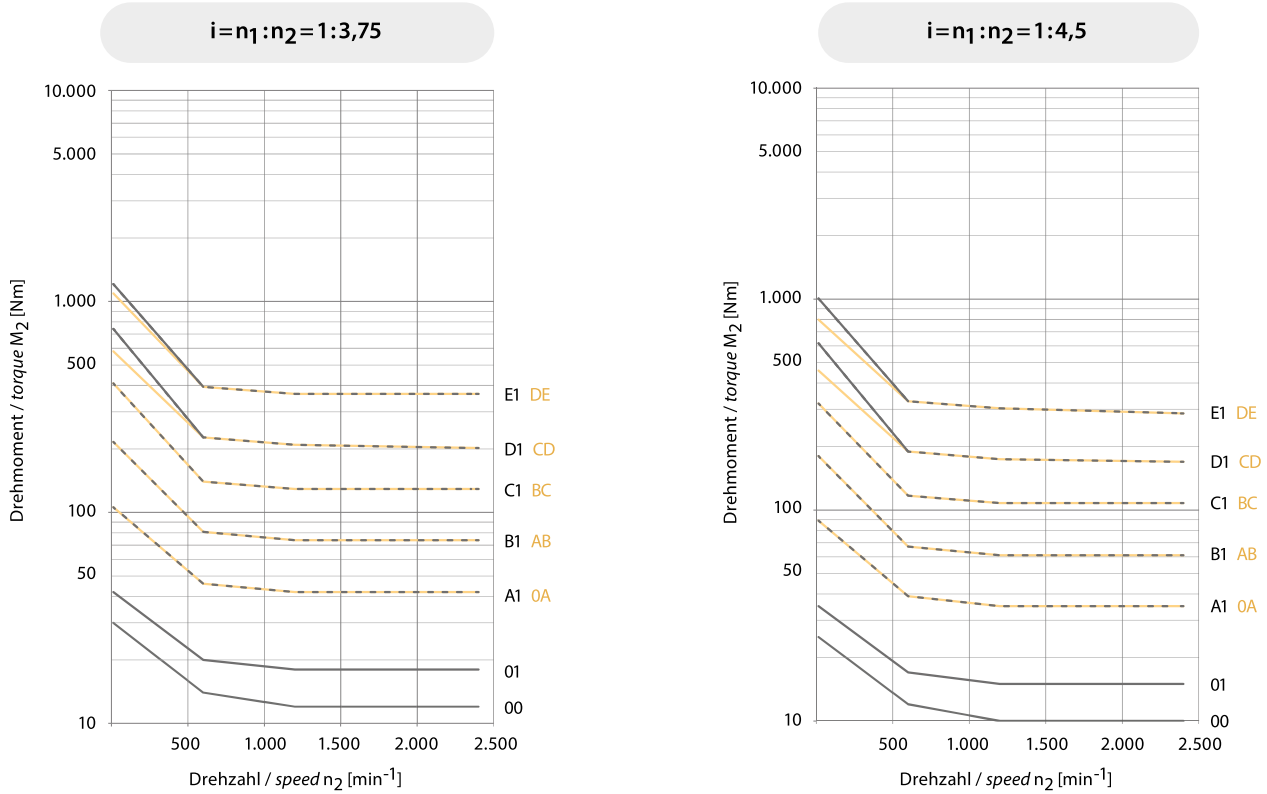 i=n1:n2=1:3,75
10.000
5.000
1.000
500
100
50
10
Drehmoment / torque M2 [Nm]
E1 DE
D1 CD
C1 BC
B1 AB
A1 0A
01
00
500 1.000 1.500 2.000 2.500
Drehzahl / speed n2 [min-1]
i=n1:n2=1:4,5
10.000
5.000
1.000
500
100
50
10
Drehmoment / torque M2 [Nm]
E1 DE
D1 CD
C1 BC
B1 AB
A1 0A
01
00
500 1.000 1.500 2.000 2.500
Drehzahl / speed n2 [min-1]